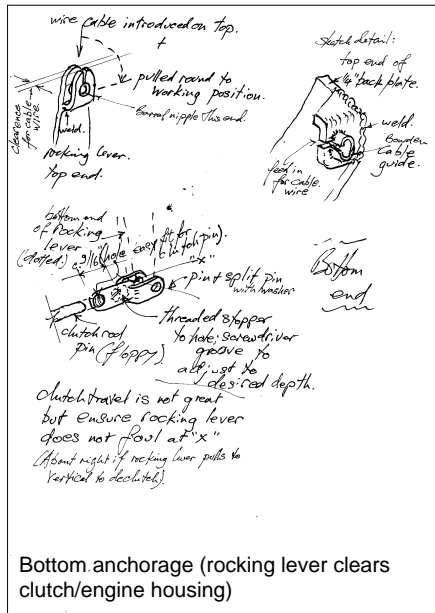 wire cable introduced on top.
+
pulled round to
working position.
Barrel nipple this end.
clearence
for cable
wire.
weld.
rocking lever.
top end.
sketch detail:
top end of
1/4" back plate.
weld.
Bowden
cable
guide.
feed in
for cable
wire
bottom end
of rocking
lever
(dotted)
9/16" hole easy fit for
clutch pin).
"x"
pin + split pin
with washer
clutch rod
pin (floppy).
threaded stopper
to hole; screwdriver
groove to
adjust to
desired depth.
Bottom
end
clutch travel is not great
but ensure rocking lever
does not foul at "x"
(About right if rocking lever pulls to
vertical to declutch).
Bottom anchorage (rocking lever clears
clutch/engine housing)